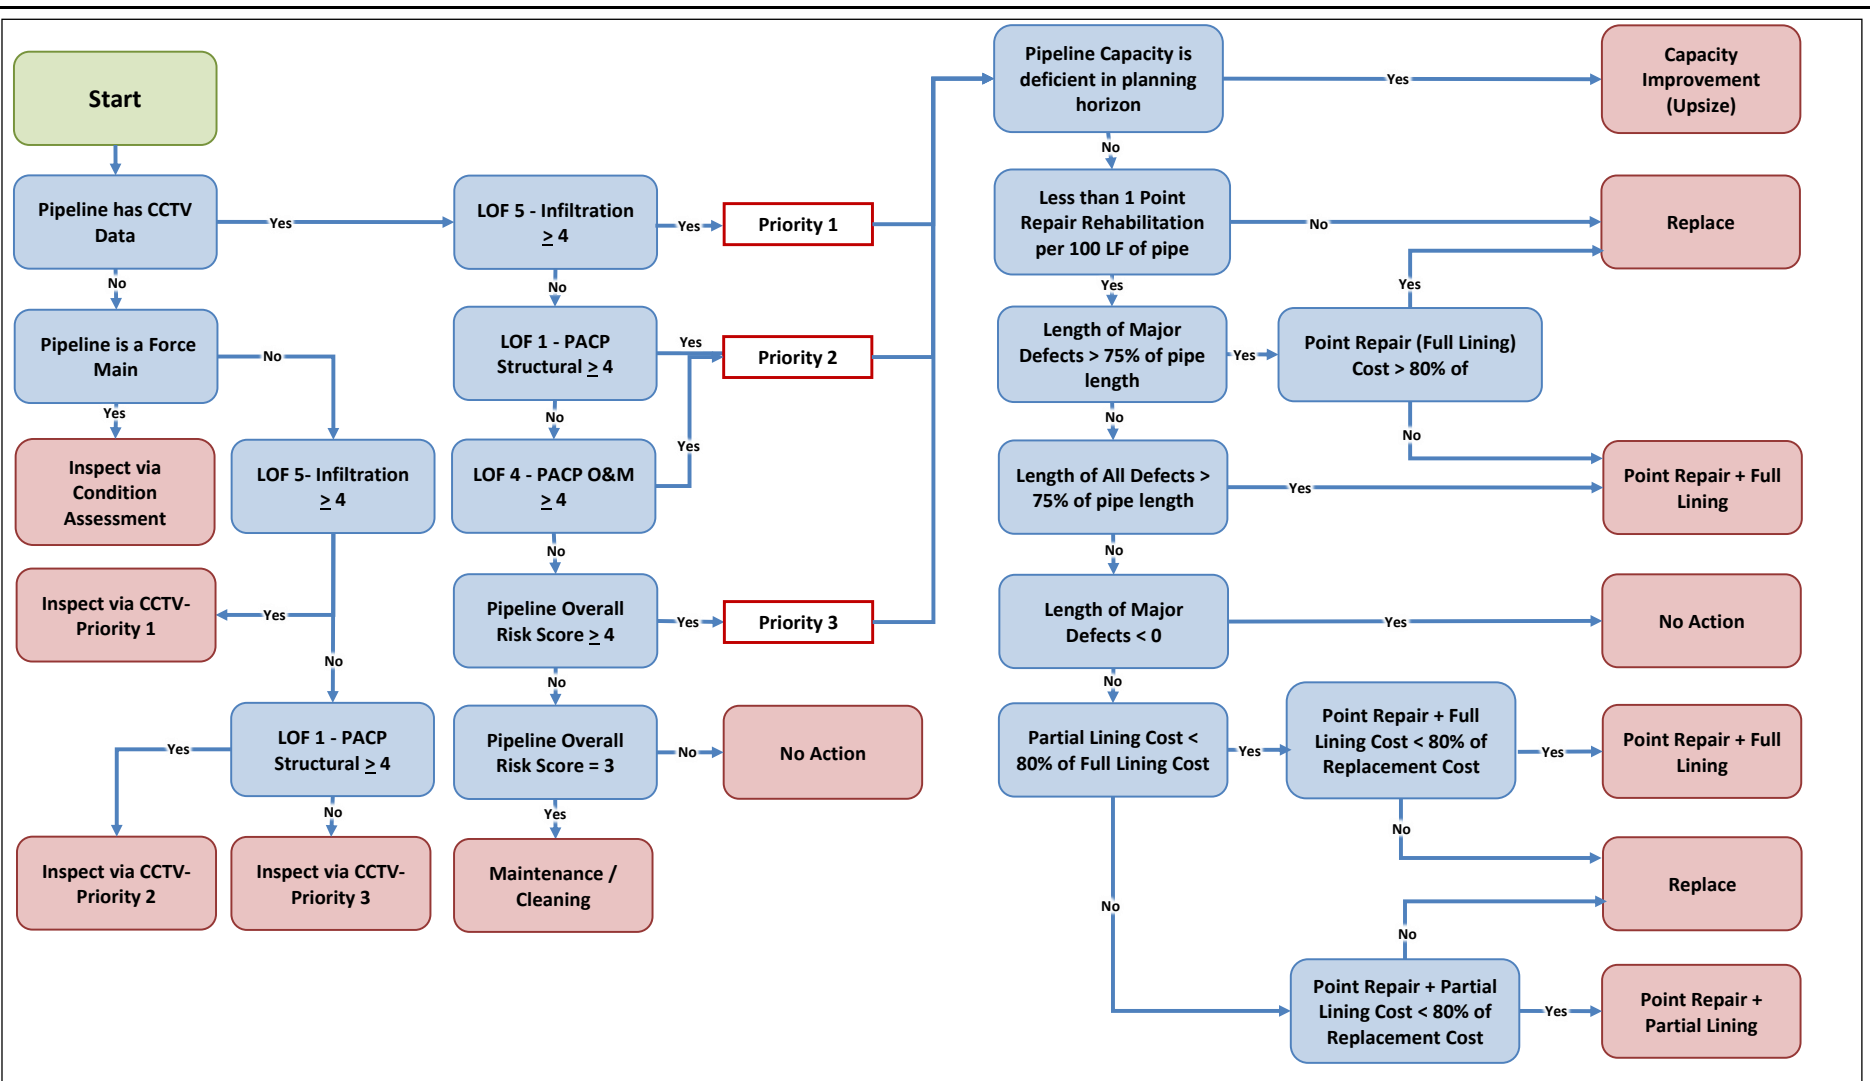 Start
Pipeline has CCTV
Data
Yes
No
Pipeline is a Force
Main
No
Yes
Inspect via
Condition
Assessment
LOF 5- Infiltration
≥ 4
Yes
Inspect via CCTV-
Priority 1
No
LOF 1 - PACP
Structural ≥ 4
Yes
No
Inspect via CCTV-
Priority 2
Inspect via CCTV-
Priority 3
LOF 5 - Infiltration
≥ 4
Yes
Priority 1
No
LOF 1 - PACP
Structural ≥ 4
Yes
Priority 2
No
LOF 4 - PACP O&M
≥ 4
Yes
No
Pipeline Overall
Risk Score ≥ 4
Yes
Priority 3
No
Pipeline Overall
Risk Score = 3
No
No Action
Yes
Maintenance /
Cleaning
Pipeline Capacity is
deficient in planning
horizon
Yes
Capacity
Improvement
(Upsize)
No
Less than 1 Point
Repair Rehabilitation
per 100 LF of pipe
No
Replace
Yes
Length of Major
Defects > 75% of pipe
length
Yes
Point Repair (Full Lining)
Cost > 80% of
Yes
No
No
Length of All Defects >
75% of pipe length
Yes
Point Repair + Full
Lining
No
Length of Major
Defects < 0
Yes
No Action
No
Partial Lining Cost <
80% of Full Lining Cost
Yes
Point Repair + Full
Lining Cost < 80% of
Replacement Cost
Yes
Point Repair + Full
Lining
No
Replace
No
No
Point Repair + Partial
Lining Cost < 80% of
Replacement Cost
Yes
Point Repair +
Partial Lining